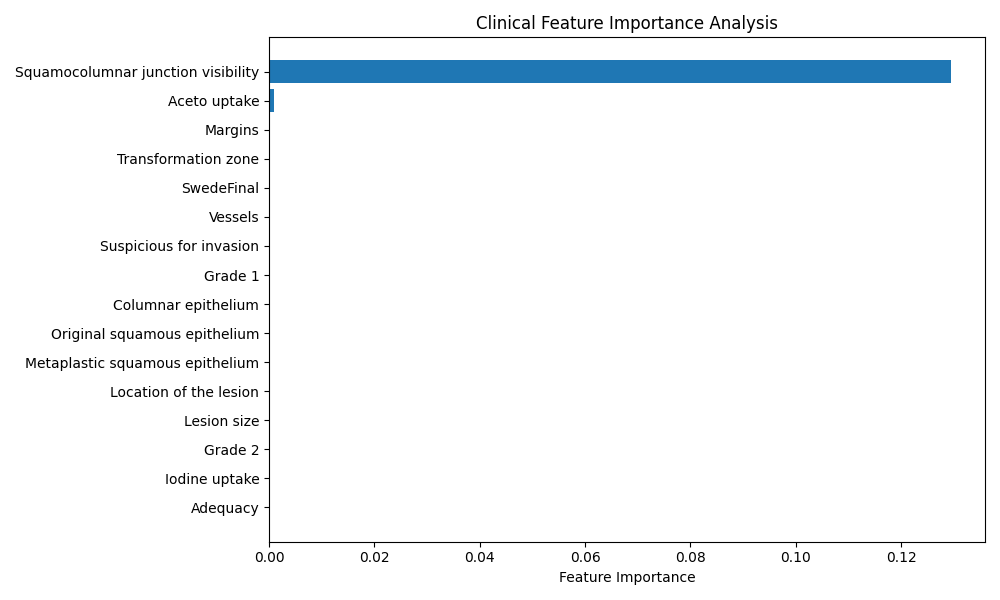 Clinical Feature Importance Analysis
Squamocolumnar junction visibility
Aceto uptake
Margins
Transformation zone
SwedeFinal
Vessels
Suspicious for invasion
Grade 1
Columnar epithelium
Original squamous epithelium
Metaplastic squamous epithelium
Location of the lesion
Lesion size
Grade 2
Iodine uptake
Adequacy
0.00 0.02 0.04 0.06 0.08 0.10 0.12
Feature Importance